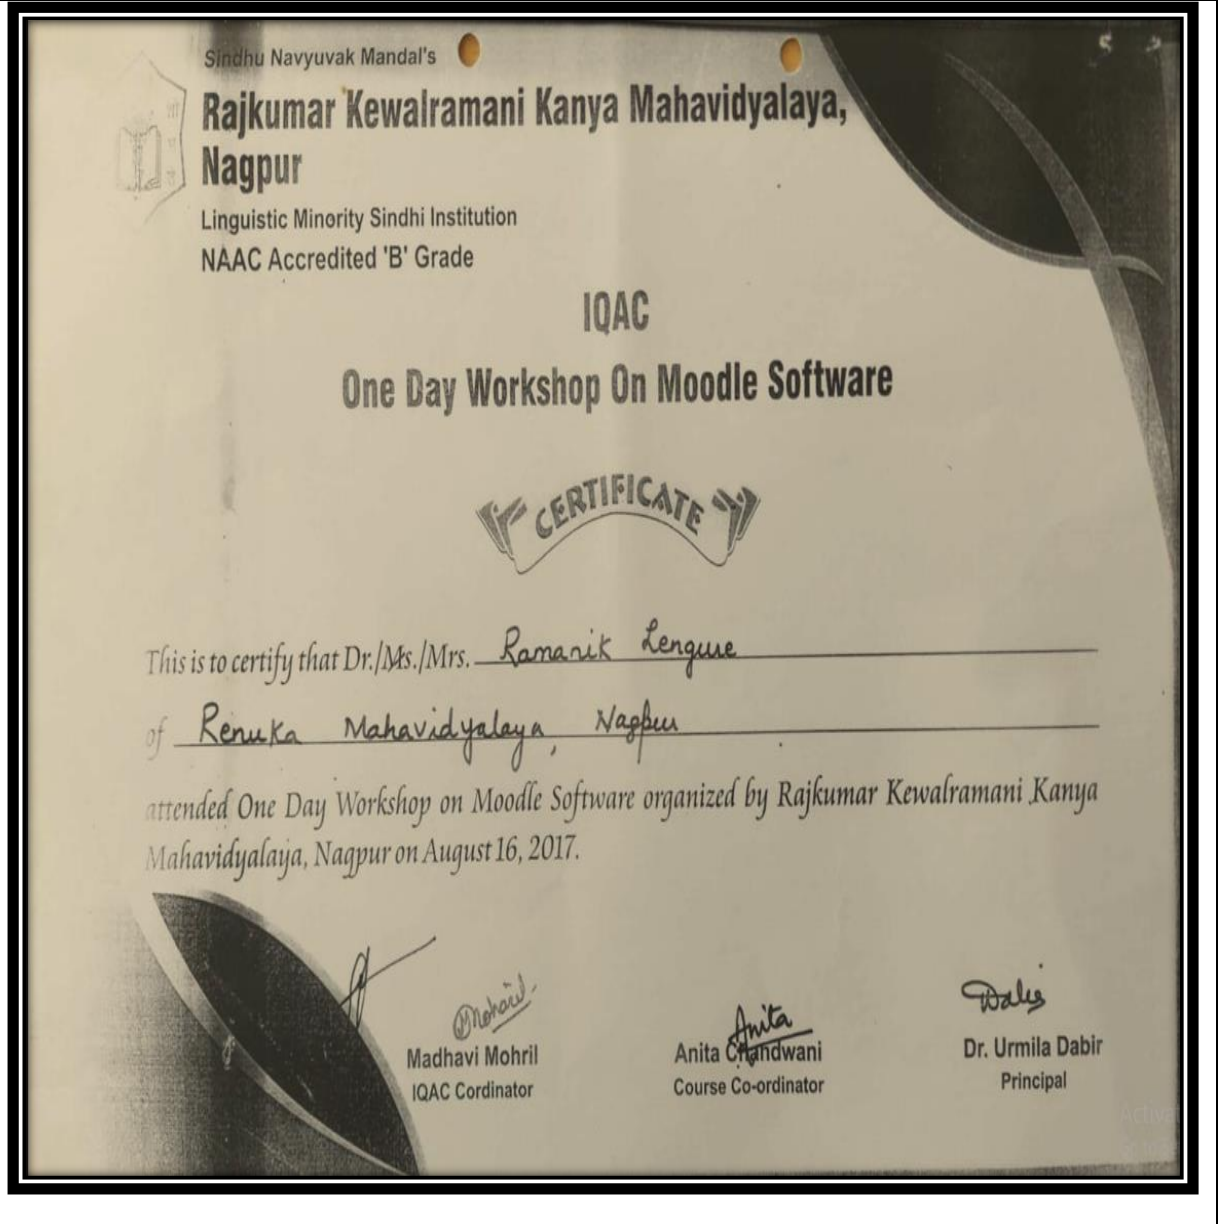 Sindhu Navyuvak Mandal's
Rajkumar Kewalramani Kanya Mahavidyalaya,
Nagpur
Linguistic Minority Sindhi Institution
NAAC Accredited 'B' Grade
IQAC
One Day Workshop On Moodle Software
CERTIFICATE
This is to certify that Dr./Ms./Mrs. Ramanik Lengure
of Renuka Mahavidyalaya, Nagpur
attended One Day Workshop on Moodle Software organized by Rajkumar Kewalramani Kanya
Mahavidyalaya, Nagpur on August 16, 2017.
Anita
Madhavi Mohril
IQAC Cordinator
Anita Chandwani
Course Co-ordinator
Dr. Urmila Dabir
Principal